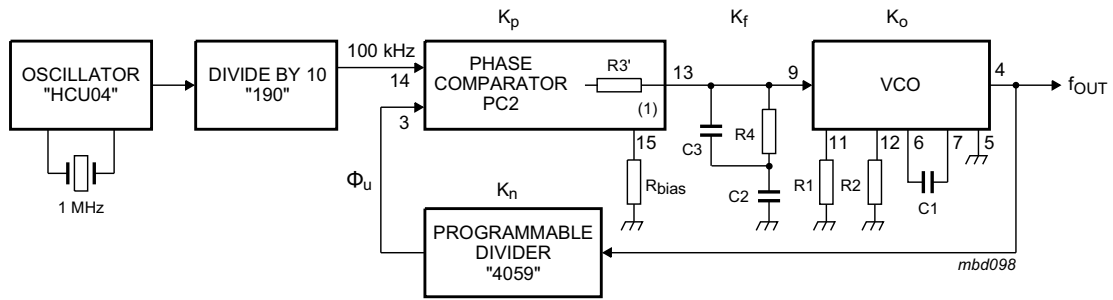 Kp
Kf
Ko
OSCILLATOR
"HCU04"
DIVIDE BY 10
"190"
100 kHz
14
3
PHASE
COMPARATOR
PC2
R3'
(1)
13
15
Rbias
C3
R4
C2
9
VCO
4
fOUT
11
12
6
7
5
R1
R2
C1
1 MHz
Φu
Kn
PROGRAMMABLE
DIVIDER
"4059"
mbd098